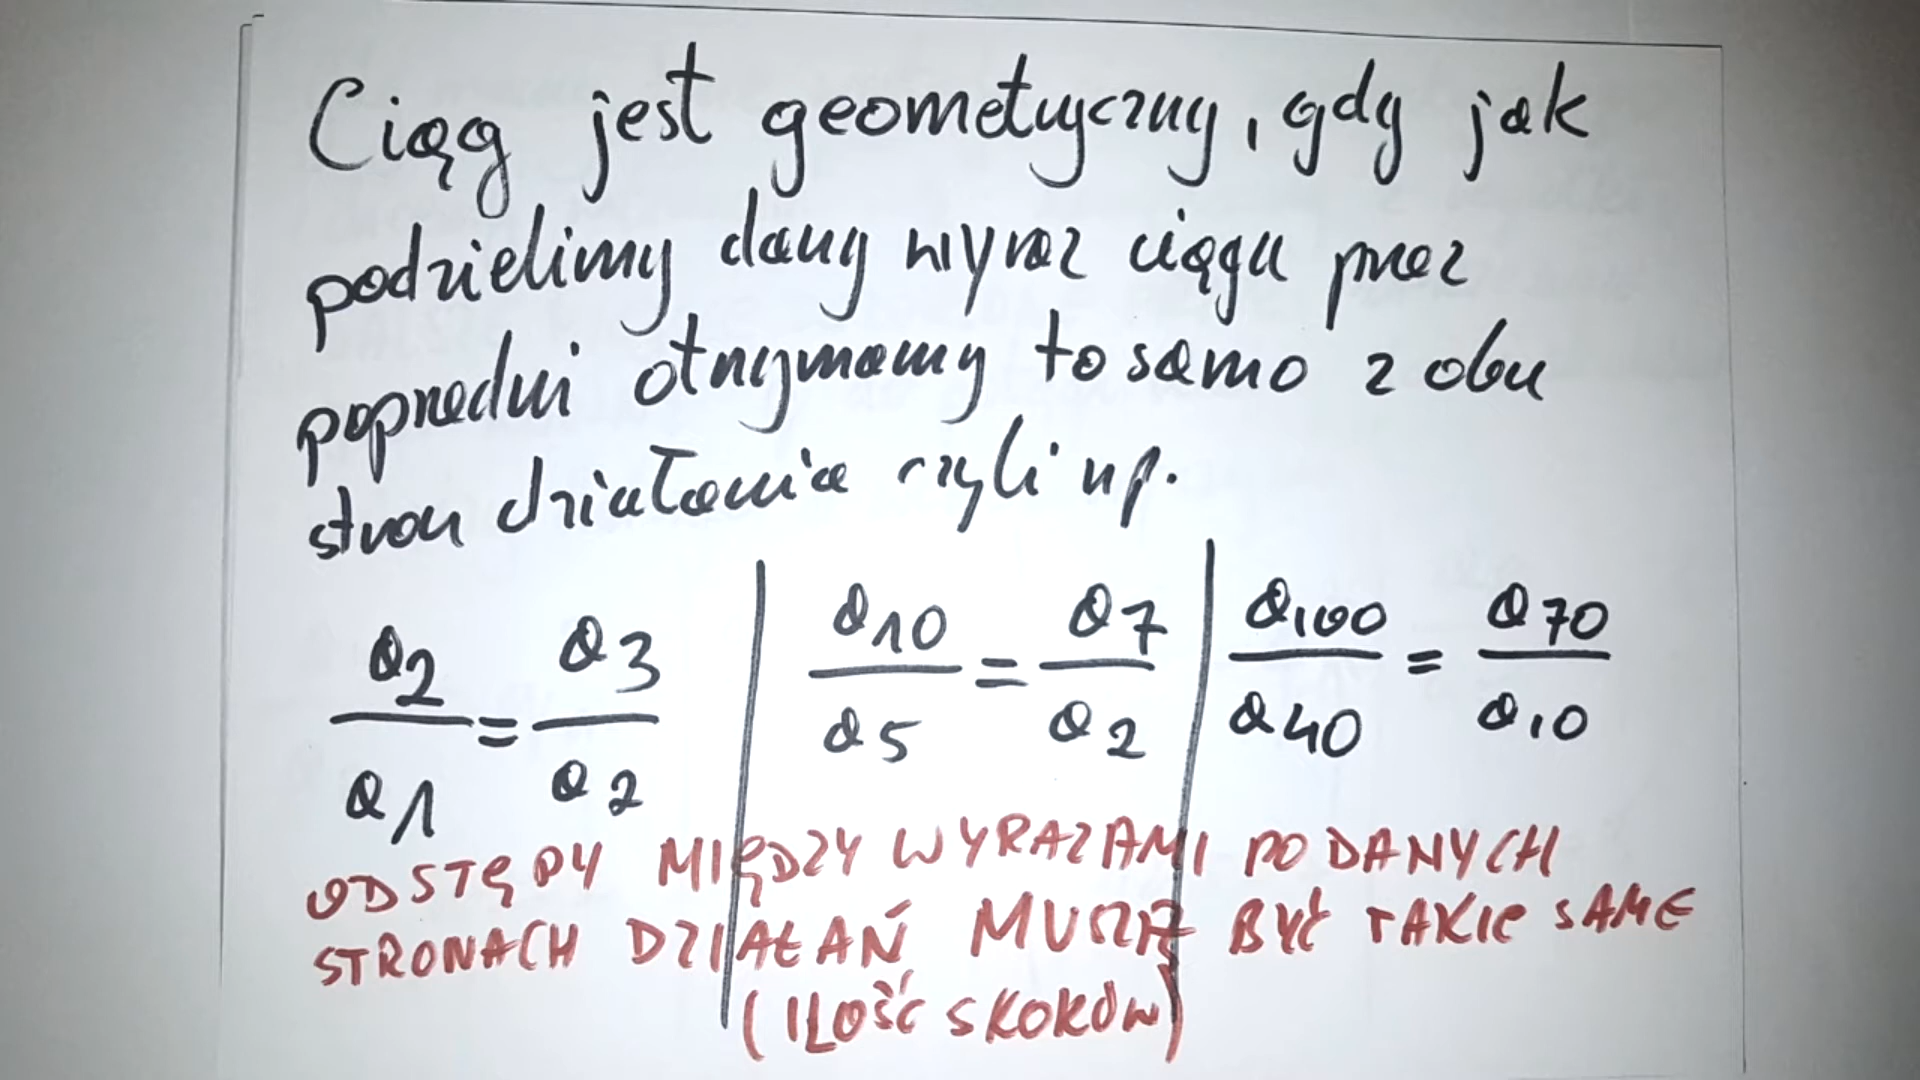 Ciąg jest geometryczny, gdy jak
podzielimy dany wyraz ciągu przez
poprzedni otrzymamy to samo z obu
stron działania czyli np.
a2/a1 = a3/a2 | a10/a5 = a7/a2 | a100/a40 = a70/a10
ODSTĘPY MIĘDZY WYRAZAMI PO DANYCH
STRONACH DZIAŁAŃ MUSZĄ BYĆ TAKIE SAME
(ILOŚĆ SKOKÓW)